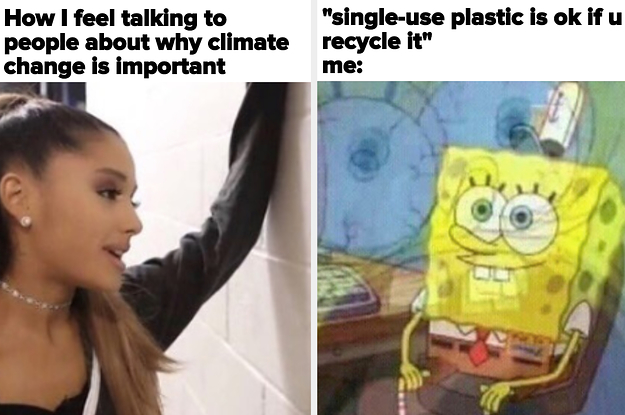 How I feel talking to
people about why climate
change is important
"single-use plastic is ok if u
recycle it"
me: